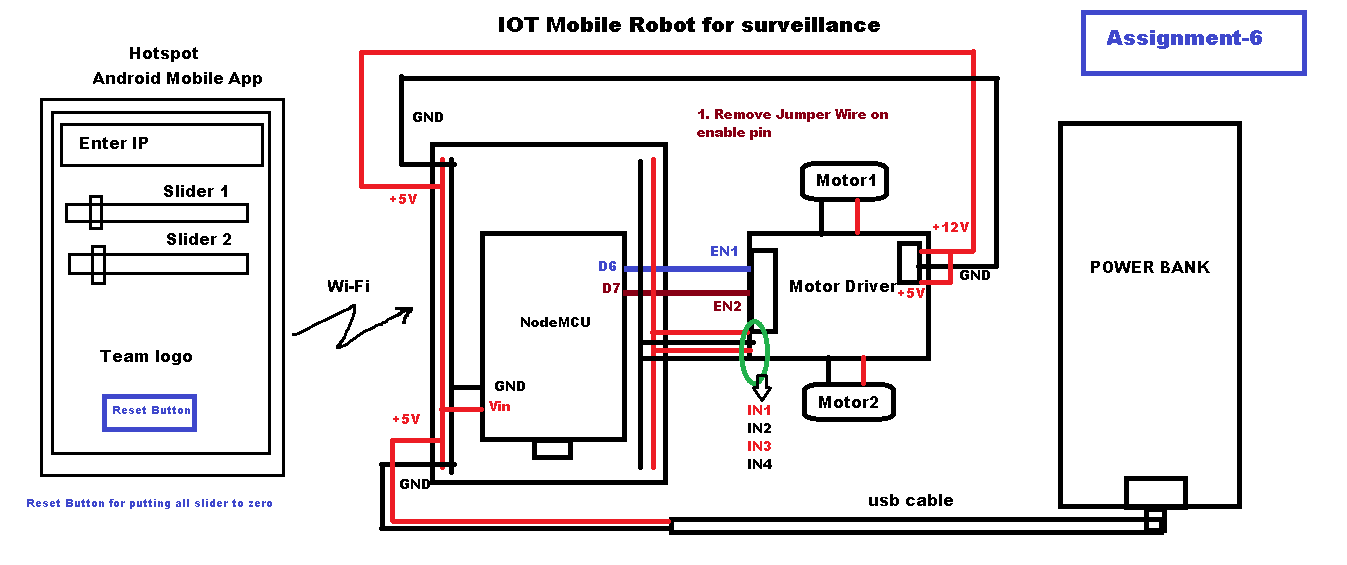 IOT Mobile Robot for surveillance
Assignment-6
Hotspot
Android Mobile App
Enter IP
Slider 1
Slider 2
Team logo
Reset Button
Reset Button for putting all slider to zero
Wi-Fi
GND
+5V
1. Remove Jumper Wire on
enable pin
D6
D7
NodeMCU
GND
Vin
+5V
GND
EN1
EN2
Motor1
Motor Driver
Motor2
+12V
GND
+5V
IN1
IN2
IN3
IN4
POWER BANK
usb cable